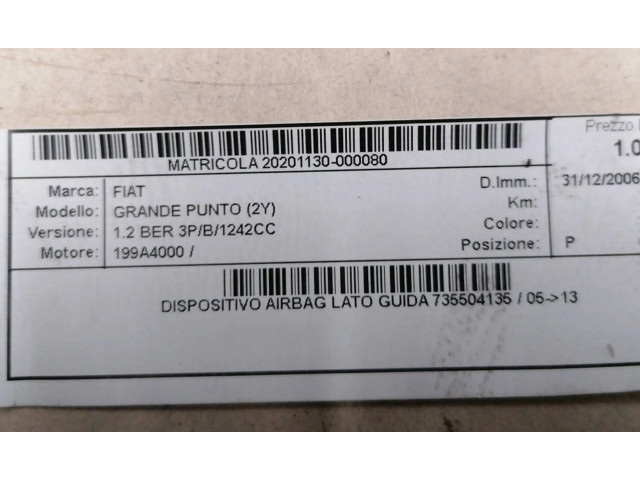 Prezzo
1.0
MATRICOLA 20201130-000080
Marca: FIAT D.Imm.: 31/12/2006
Modello: GRANDE PUNTO (2Y) Km:
Versione: 1.2 BER 3P/B/1242CC Colore:
Motore: 199A4000 / Posizione: P
DISPOSITIVO AIRBAG LATO GUIDA 735504135 / 05->13